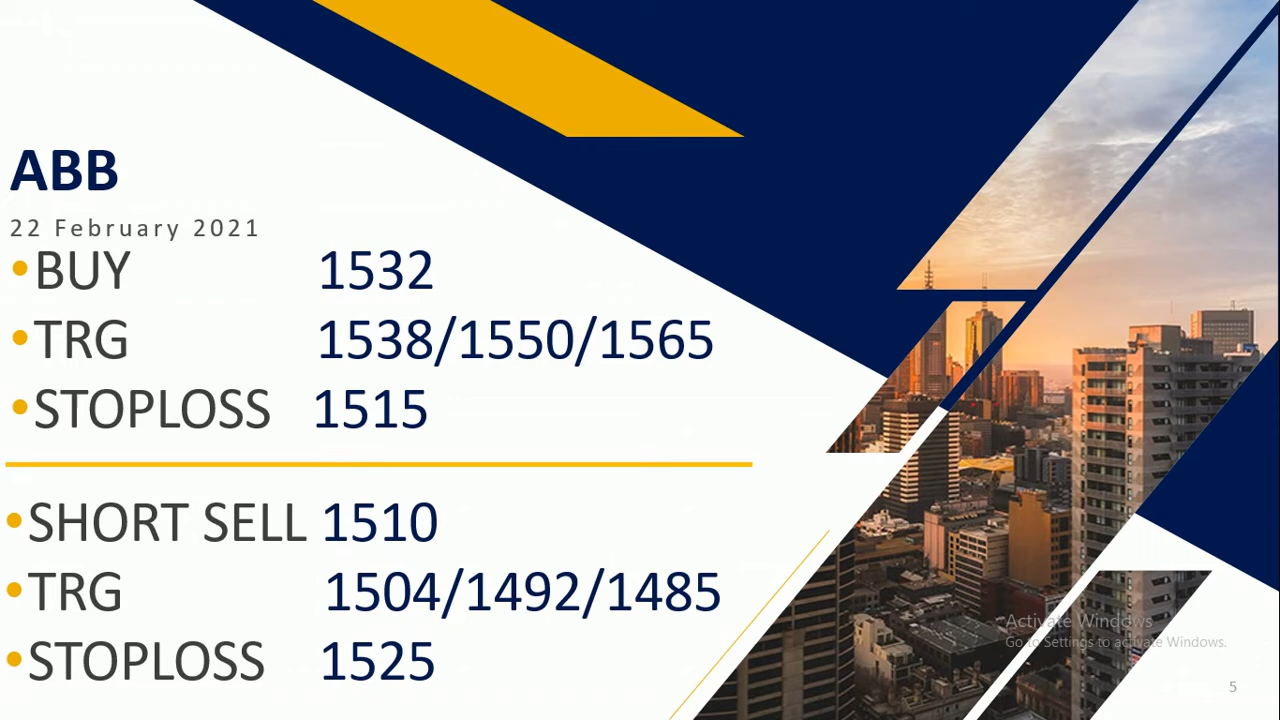 ABB
22 February 2021
•BUY 1532
•TRG 1538/1550/1565
•STOPLOSS 1515
•SHORT SELL 1510
•TRG 1504/1492/1485
•STOPLOSS 1525
Activate Windows
Go to Settings to activate Windows.
5